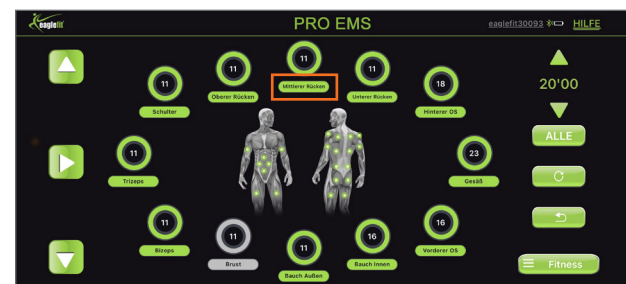 eaglefit
PRO EMS
eaglefit30093
HILFE
11
Mittlerer Rücken
11
Oberer Rücken
11
Unterer Rücken
11
Schulter
18
Hinterer OS
20'00
ALLE
11
Trizeps
23
Gesäß
11
Bizeps
11
Brust
11
Bauch Außen
16
Bauch Innen
16
Vorderer OS
Fitness